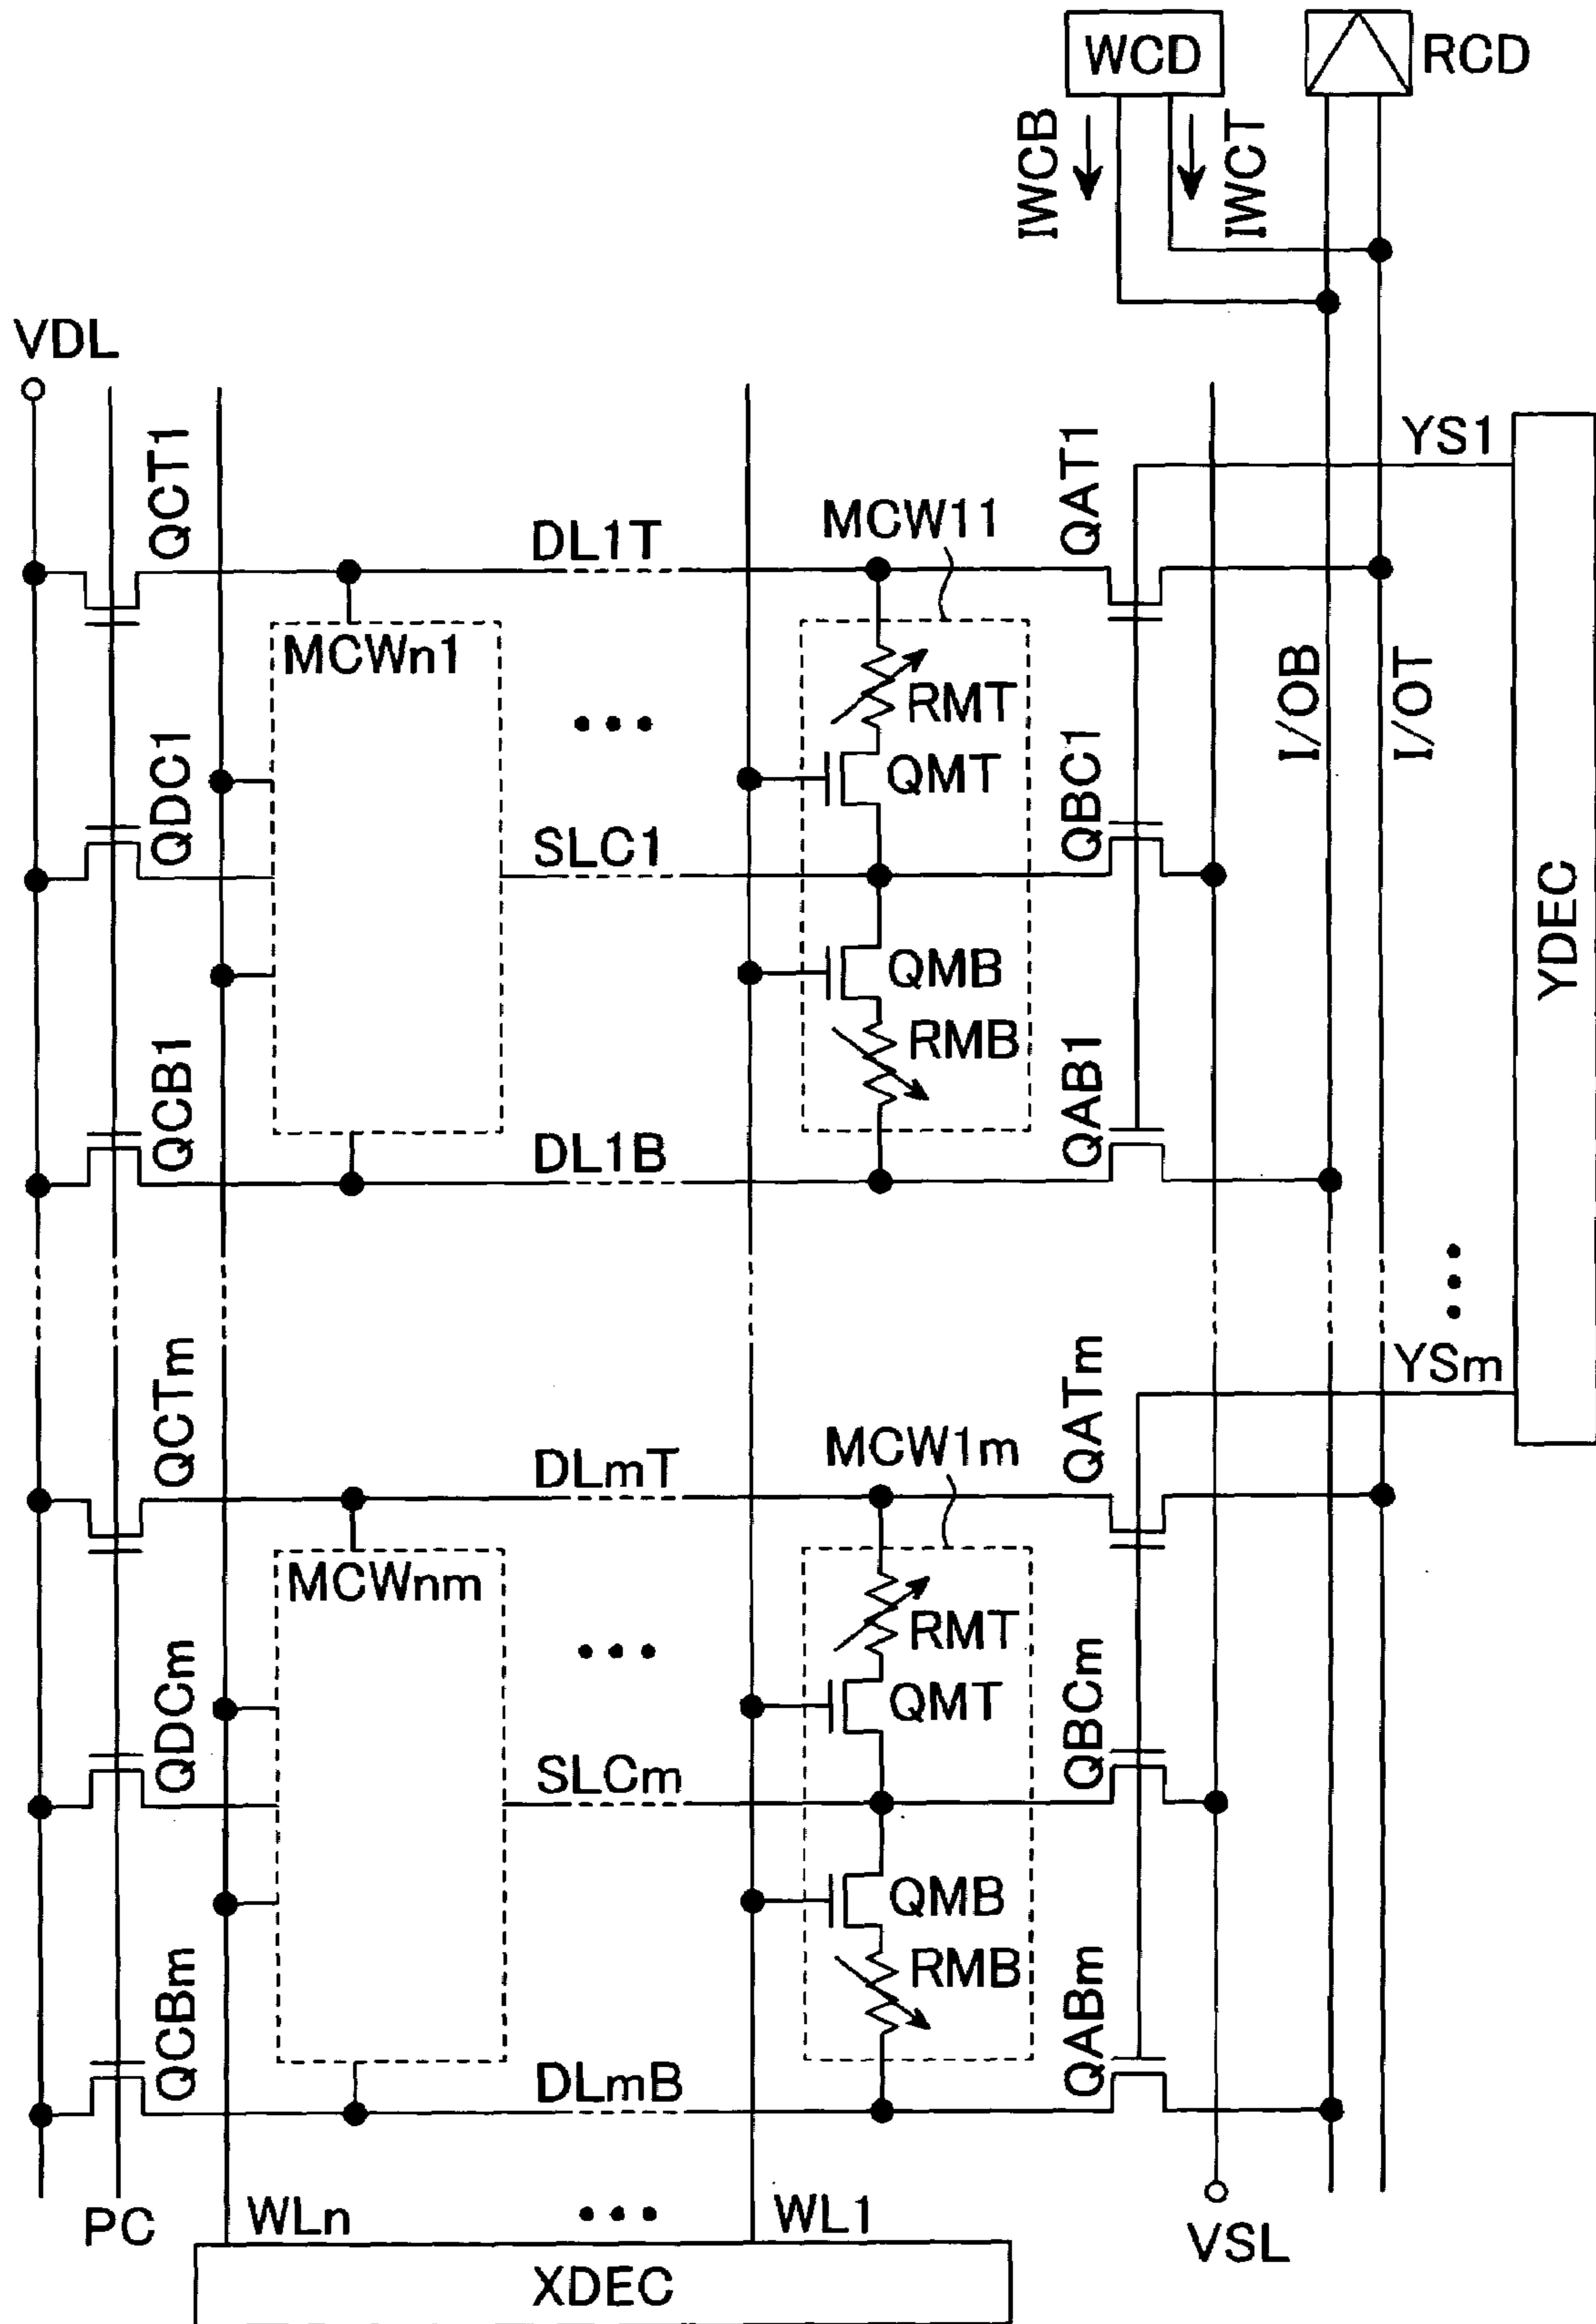 WCD
RCD
IWCB
IWCT
VDL
YS1
QCT1
DL1T
MCW11
QAT1
MCWn1
...
RMT
QMT
I/OB
I/OT
QDC1
SLC1
QBC1
YDEC
QMB
RMB
QCB1
DL1B
QAB1
...
YSm
QCTm
DLmT
MCW1m
QATm
MCWnm
...
RMT
QMT
QDCm
SLCm
QBCm
QMB
RMB
QCBm
DLmB
QABm
PC
WLn
...
WL1
VSL
XDEC